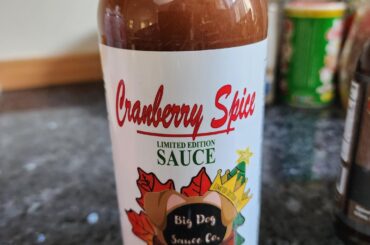 Cranberry Spice
LIMITED EDITION
SAUCE
Big Dog
Sauce Co.